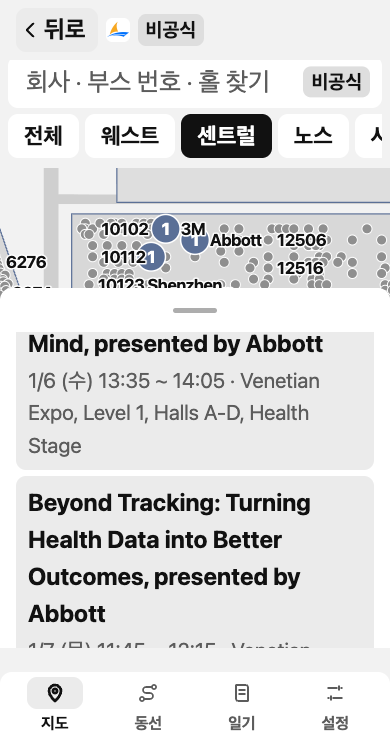 뒤로
비공식
회사 · 부스 번호 · 홀 찾기
비공식
전체
웨스트
센트럴
노스
10102
1
3M
1
Abbott
12506
6276
10112
1
12516
10123 Shenzhen
Mind, presented by Abbott
1/6 (수) 13:35 ~ 14:05 · Venetian
Expo, Level 1, Halls A-D, Health
Stage
Beyond Tracking: Turning
Health Data into Better
Outcomes, presented by
Abbott
지도
동선
일기
설정